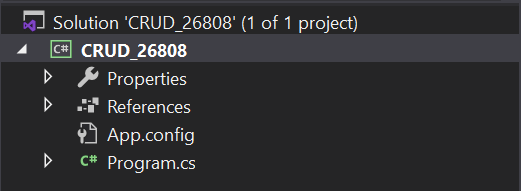 Solution 'CRUD_26808' (1 of 1 project)
C# CRUD_26808
Properties
References
App.config
C# Program.cs